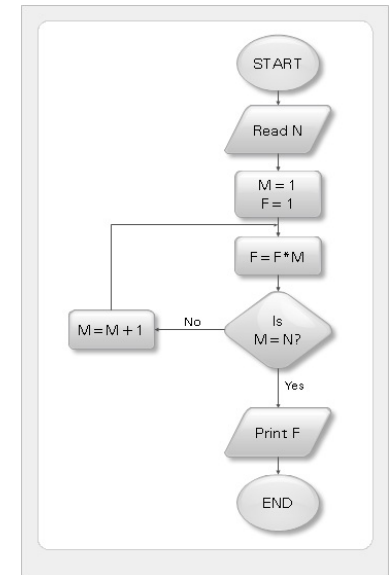 START
Read N
M = 1
F = 1
F = F * M
Is
M = N?
No
M = M + 1
Yes
Print F
END